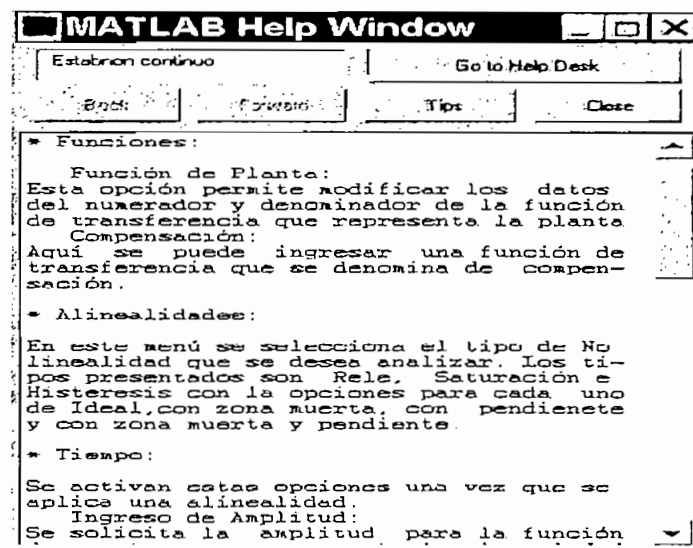 MATLAB Help Window
Estabnon continuo
Go to Help Desk
Back
Forward
Tips
Close
* Funciones:
Función de Planta:
Esta opción permite modificar los datos
del numerador y denominador de la función
de transferencia que representa la planta
Compensación:
Aquí se puede ingresar una función de
transferencia que se denomina de compen-
sación.
* Alinealidades:
En este menú se selecciona el tipo de No
linealidad que se desea analizar. Los ti-
pos presentados son Rele, Saturación e
Histeresis con la opciones para cada uno
de Ideal,con zona muerta, con pendienete
y con zona muerta y pendiente.
* Tiempo:
Se activan estas opciones una vez que se
aplica una alinealidad.
Ingreso de Amplitud:
Se solicita la amplitud para la función